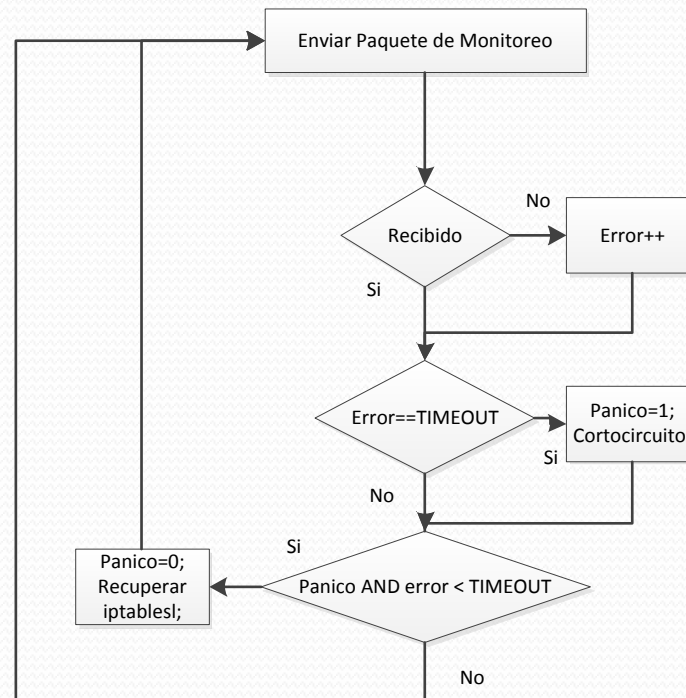 Enviar Paquete de Monitoreo
No
Recibido
Error++
Si
Error==TIMEOUT
Panico=1;
Cortocircuito
Si
No
Si
Panico=0;
Recuperar
iptablesl;
Panico AND error < TIMEOUT
No